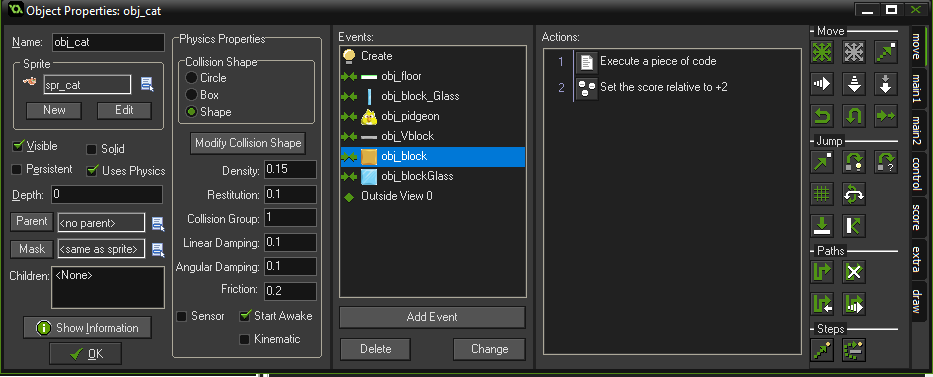 Object Properties: obj_cat
Name: obj_cat
Sprite
spr_cat
New Edit
Visible Solid
Persistent Uses Physics
Depth: 0
Parent <no parent>
Mask <same as sprite>
Children: <None>
Show Information
OK
Physics Properties
Collision Shape
Circle
Box
Shape
Modify Collision Shape
Density: 0.15
Restitution: 0.1
Collision Group: 1
Linear Damping: 0.1
Angular Damping: 0.1
Friction: 0.2
Sensor Start Awake
Kinematic
Events:
Create
obj_floor
obj_block_Glass
obj_pidgeon
obj_Vblock
obj_block
obj_blockGlass
Outside View 0
Add Event
Delete Change
Actions:
1 Execute a piece of code
2 Set the score relative to +2
Move
Jump
Paths
Steps
move
main1
main2
control
score
extra
draw